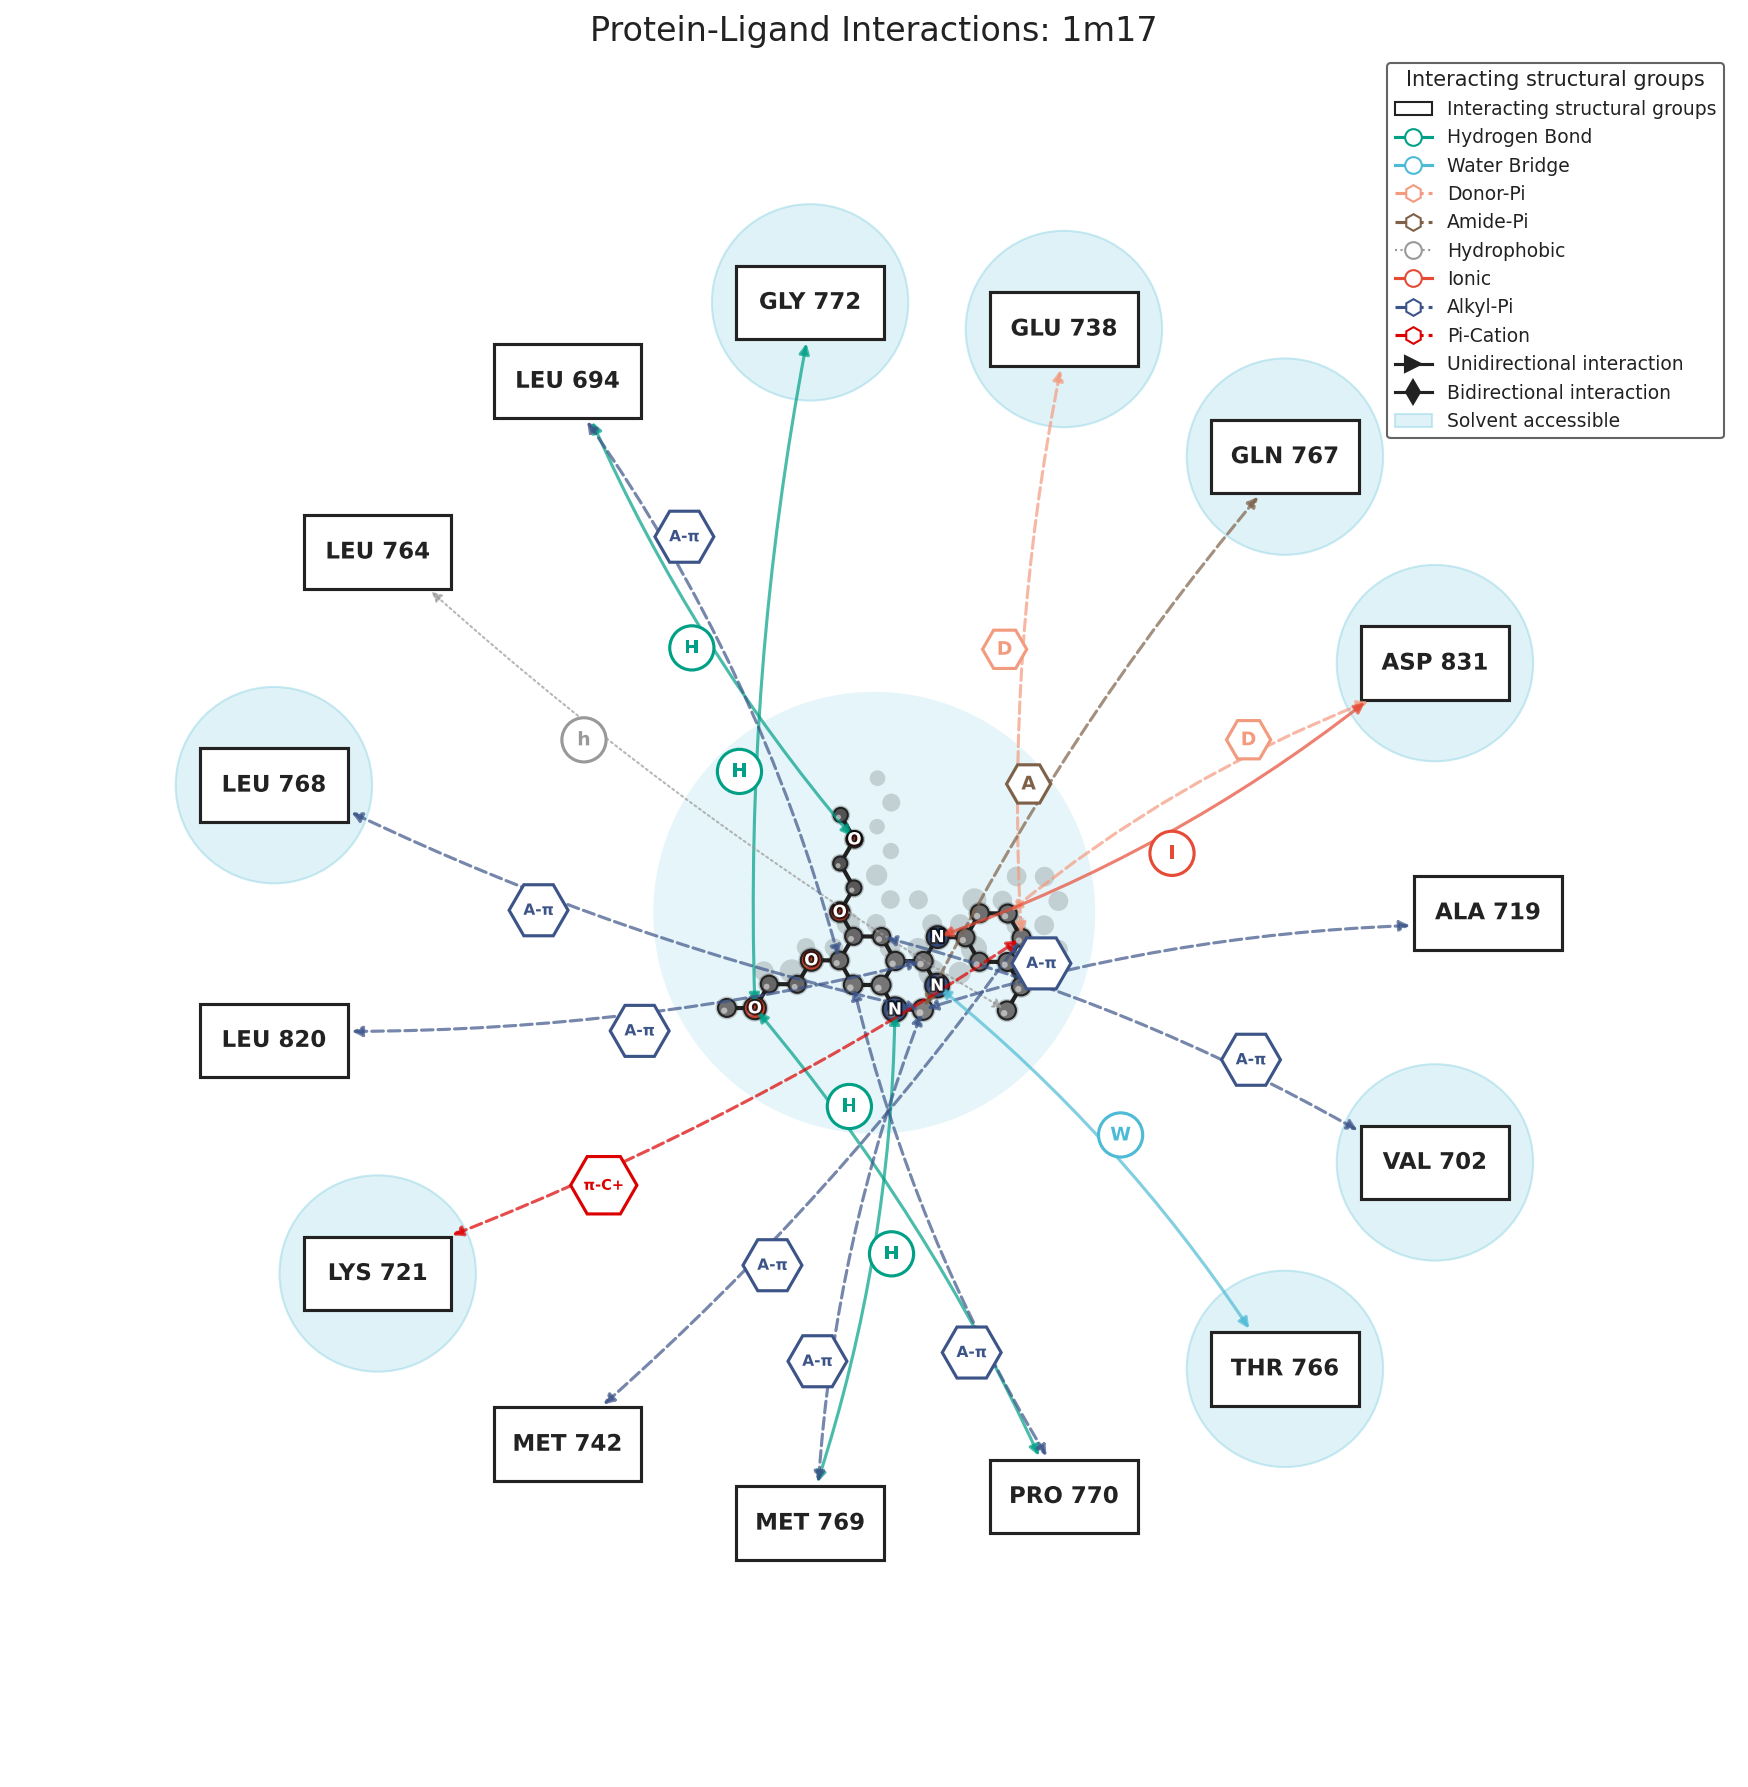 Protein-Ligand Interactions: 1m17
Interacting structural groups
Interacting structural groups
Hydrogen Bond
Water Bridge
Donor-Pi
Amide-Pi
Hydrophobic
Ionic
Alkyl-Pi
Pi-Cation
Unidirectional interaction
Bidirectional interaction
Solvent accessible
GLY 772
GLU 738
LEU 694
GLN 767
A-π
LEU 764
H
D
ASP 831
h
D
H
LEU 768
A
O
I
A-π
O
ALA 719
N
O
A-π
N
O
N
A-π
LEU 820
A-π
H
W
VAL 702
π-C+
LYS 721
H
A-π
A-π
A-π
THR 766
MET 742
PRO 770
MET 769